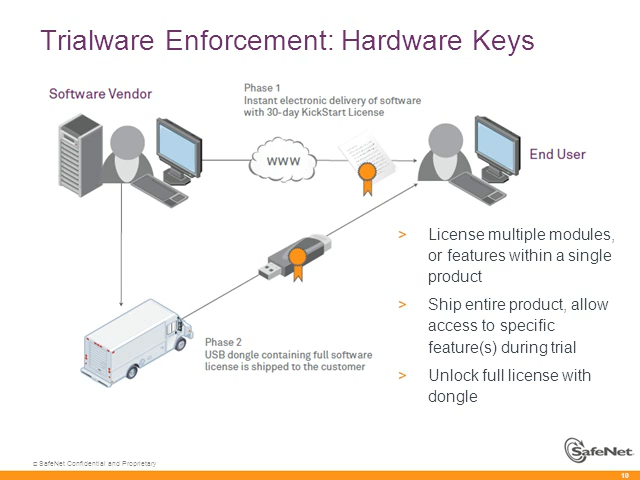 Trialware Enforcement: Hardware Keys
Software Vendor
Phase 1
Instant electronic delivery of software
with 30-day KickStart License
www
End User
> License multiple modules,
or features within a single
product
> Ship entire product, allow
access to specific
feature(s) during trial
> Unlock full license with
dongle
Phase 2
USB dongle containing full software
license is shipped to the customer
SafeNet Confidential and Proprietary
SafeNet
18